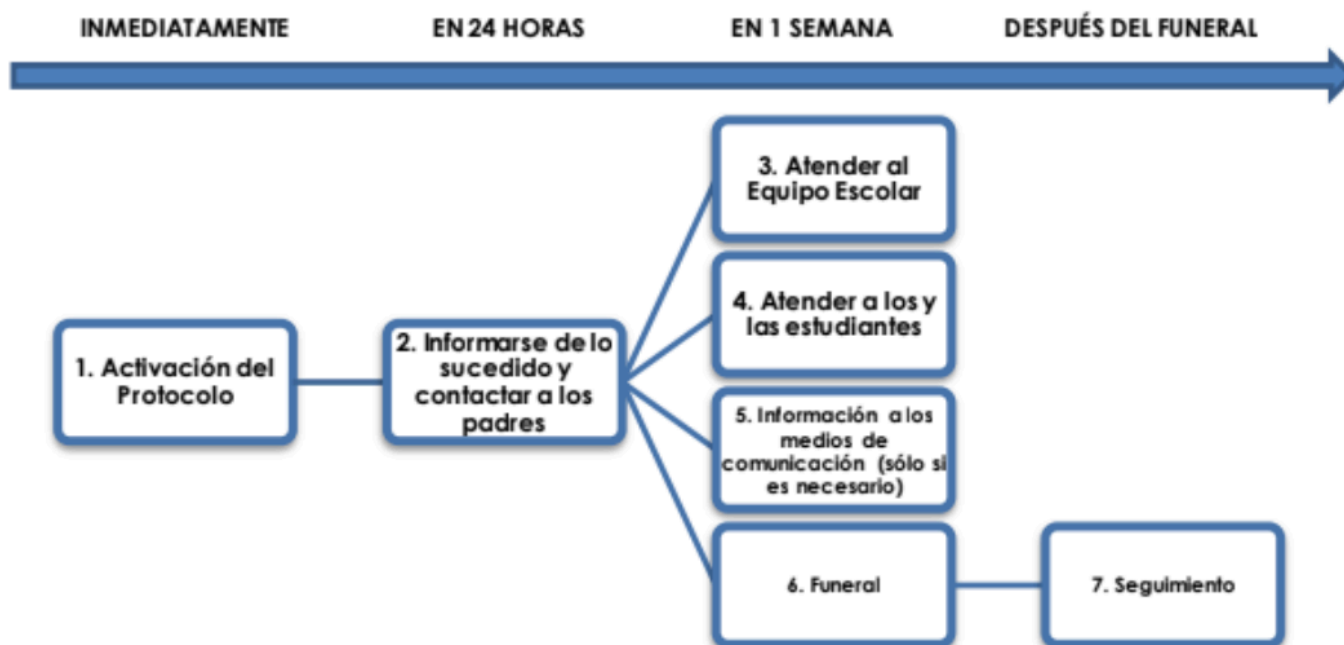 INMEDIATAMENTE
EN 24 HORAS
EN 1 SEMANA
DESPUÉS DEL FUNERAL
1. Activación del
Protocolo
2. Informarse de lo
sucedido y
contactar a los
padres
3. Atender al
Equipo Escolar
4. Atender a los y
las estudiantes
5. Información a los
medios de
comunicación (sólo si
es necesario)
6. Funeral
7. Seguimiento